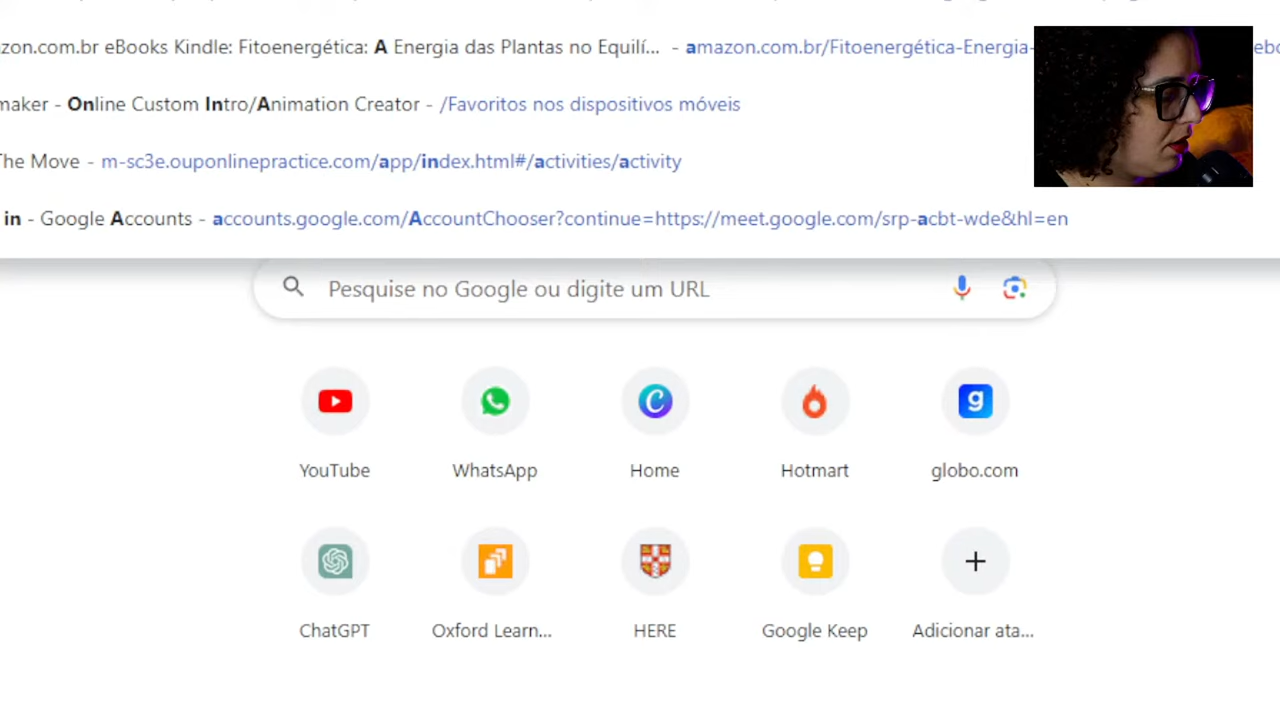 zon.com.br eBooks Kindle: Fitoenergética: A Energia das Plantas no Equilí... - amazon.com.br/Fitoenergética-Energia-
maker - Online Custom Intro/Animation Creator - /Favoritos nos dispositivos móveis
The Move - m-sc3e.ouponlinepractice.com/app/index.html#/activities/activity
in - Google Accounts - accounts.google.com/AccountChooser?continue=https://meet.google.com/srp-acbt-wde&hl=en
Pesquise no Google ou digite um URL
YouTube WhatsApp Home Hotmart globo.com
ChatGPT Oxford Learn... HERE Google Keep Adicionar ata...